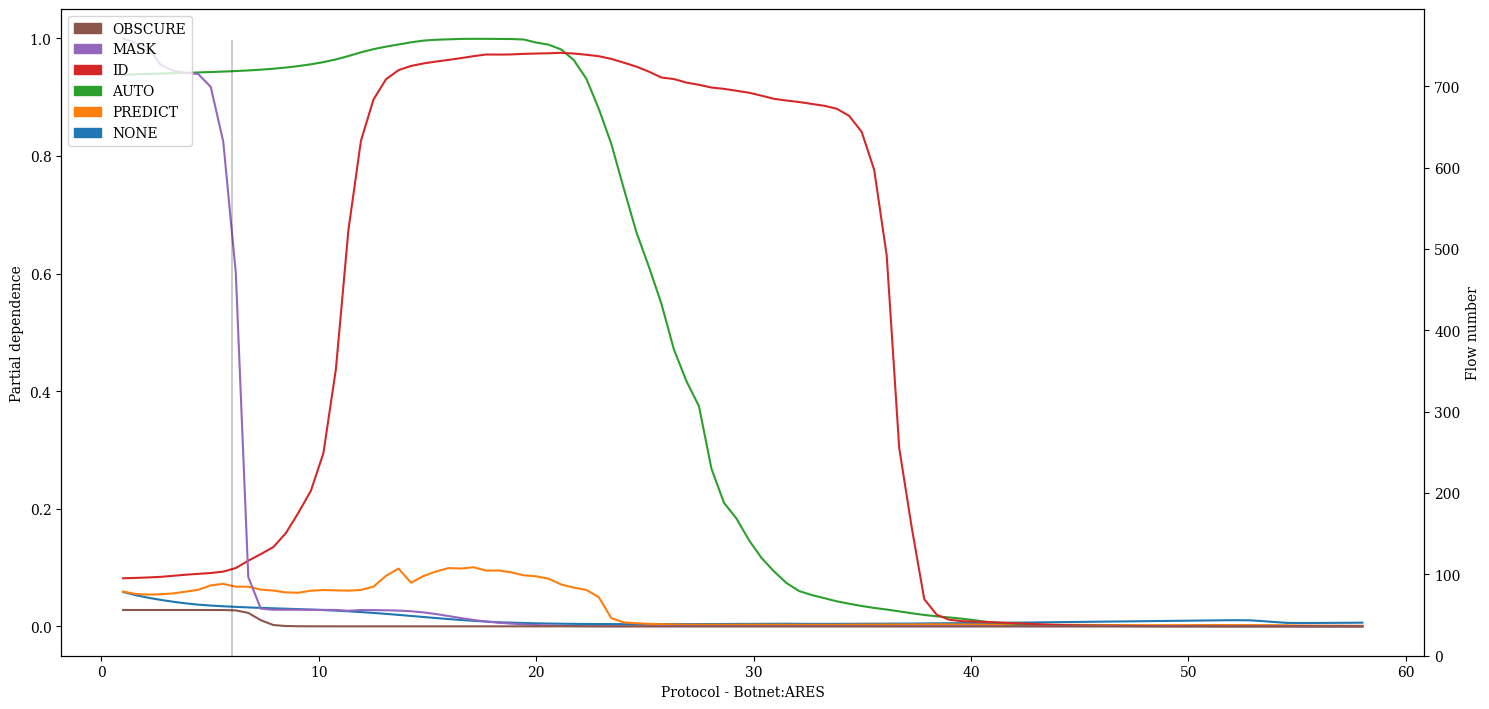 OBSCURE
MASK
ID
AUTO
PREDICT
NONE
1.0
0.8
0.6
0.4
0.2
0.0
Partial dependence
0
10
20
30
40
50
60
Protocol - Botnet:ARES
700
600
500
400
300
200
100
0
Flow number